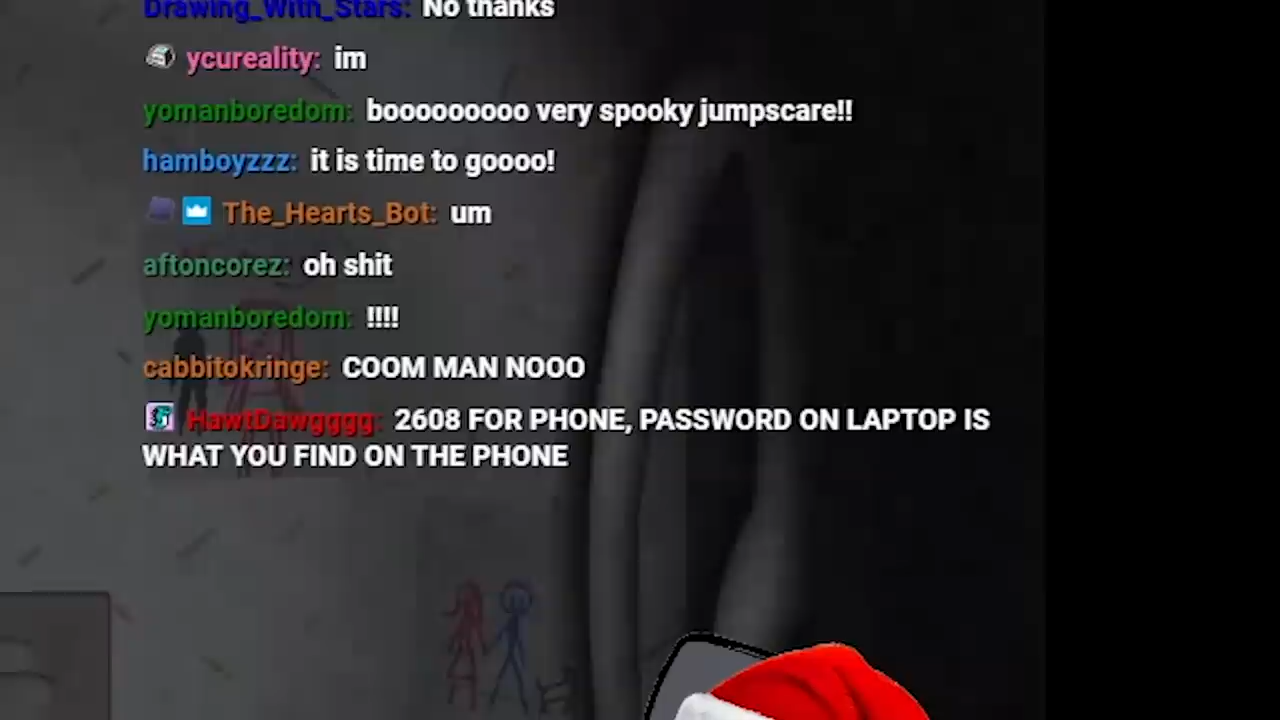 Drawing_With_Stars: No thanks
ycureality: im
yomanboredom: booooooooo very spooky jumpscare!!
hamboyzzz: it is time to goooo!
The_Hearts_Bot: um
aftoncorez: oh shit
yomanboredom: !!!!
cabbitokringe: COOM MAN NOOO
HawtDawgggg: 2608 FOR PHONE, PASSWORD ON LAPTOP IS
WHAT YOU FIND ON THE PHONE